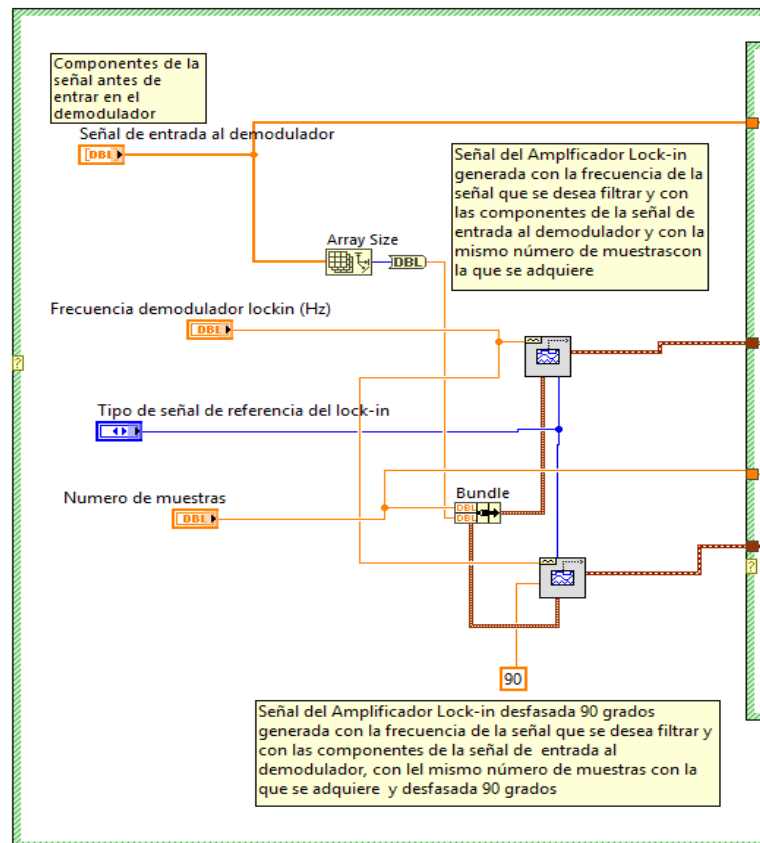 Componentes de la
señal antes de
entrar en el
demodulador
Señal de entrada al demodulador
DBL
Señal del Amplficador Lock-in
generada con la frecuencia de la
señal que se desea filtrar y con
las componentes de la señal de
entrada al demodulador y con la
mismo número de muestrascon
la que se adquiere
Array Size
DBL
Frecuencia demodulador lockin (Hz)
DBL
?
Tipo de señal de referencia del lock-in
Numero de muestras
DBL
Bundle
DBL
DBL
?
90
Señal del Amplificador Lock-in desfasada 90 grados
generada con la frecuencia de la señal que se desea filtrar y
con las componentes de la señal de entrada al
demodulador, con lel mismo número de muestras con la
que se adquiere y desfasada 90 grados